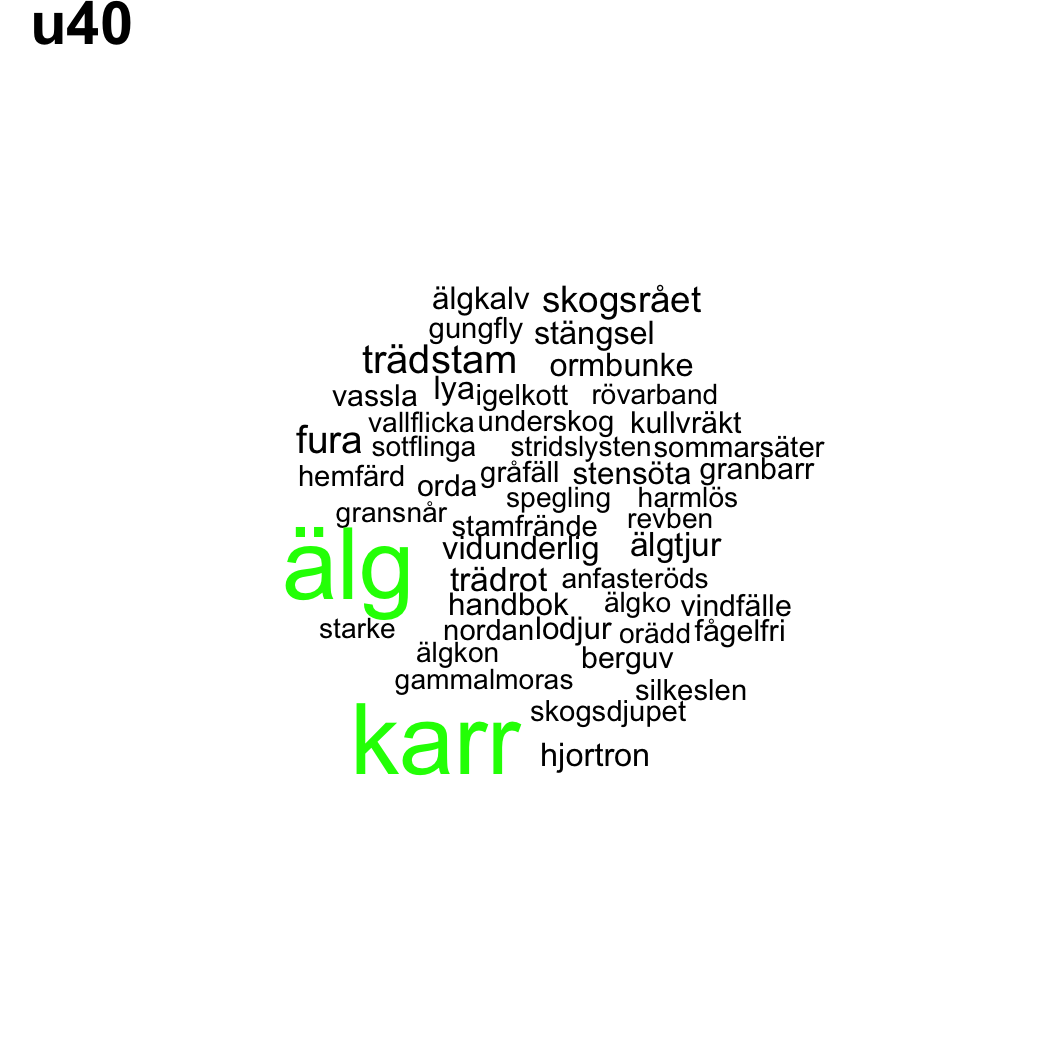 u40
älgkalv skogsrået
gungfly stängsel
trädstam ormbunke
vassla lya igelkott rövarband
vallflicka underskog kullvräkt
fura sotflinga stridslysten sommarsäter
hemfärd orda gråfäll stensöta granbarr
gransnår spegling harmlös
stamfrände revben
älg vidunderlig älgtjur
trädrot anfasteröds
handbok älgko vindfälle
starke nordan lodjur orädd fågelfri
älgkon berguv
gammalmoras silkeslen
karr skogsdjupet
hjortron